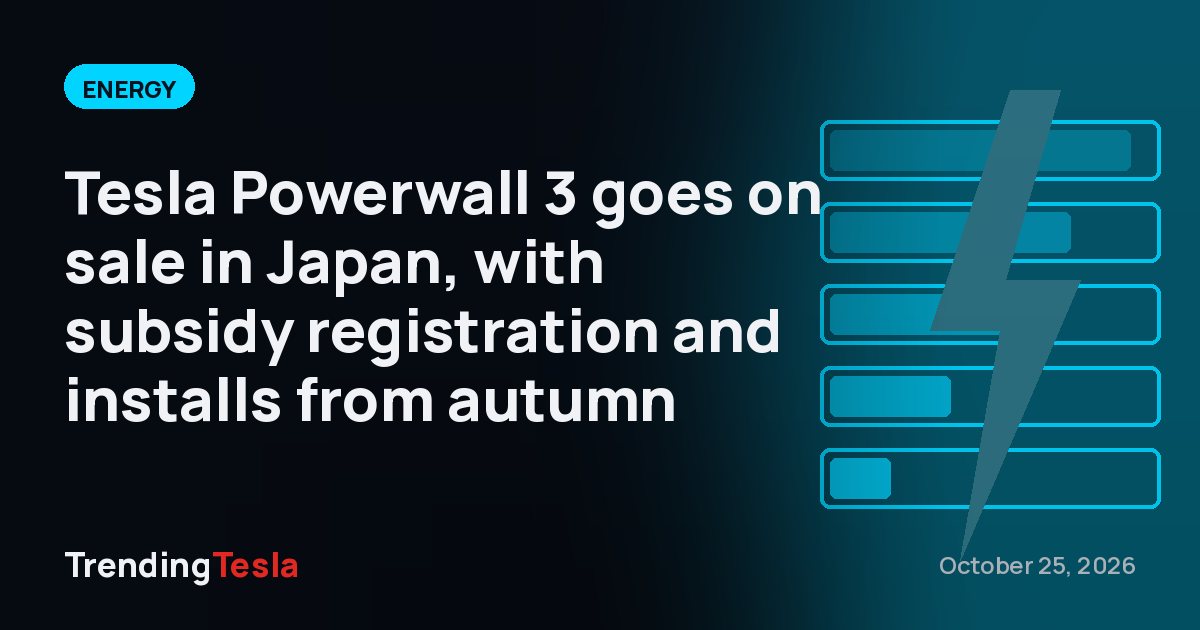 ENERGY
Tesla Powerwall 3 goes on
sale in Japan, with
subsidy registration and
installs from autumn
TrendingTesla
October 25, 2026